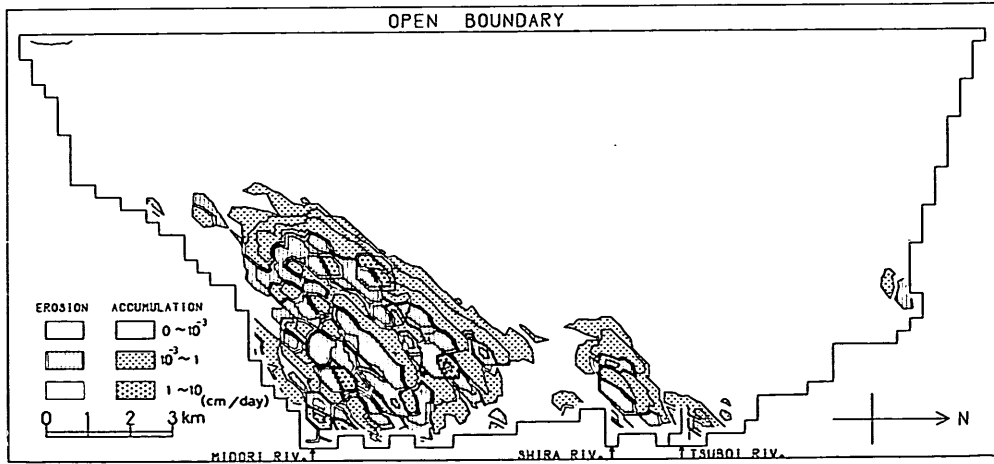 OPEN BOUNDARY
EROSION ACCUMULATION
0 ~ 10⁻³
10⁻³ ~ 1
1 ~ 10 (cm/day)
0 1 2 3 km
N
MIDORI RIV. SHIRA RIV. TSUBOI RIV.